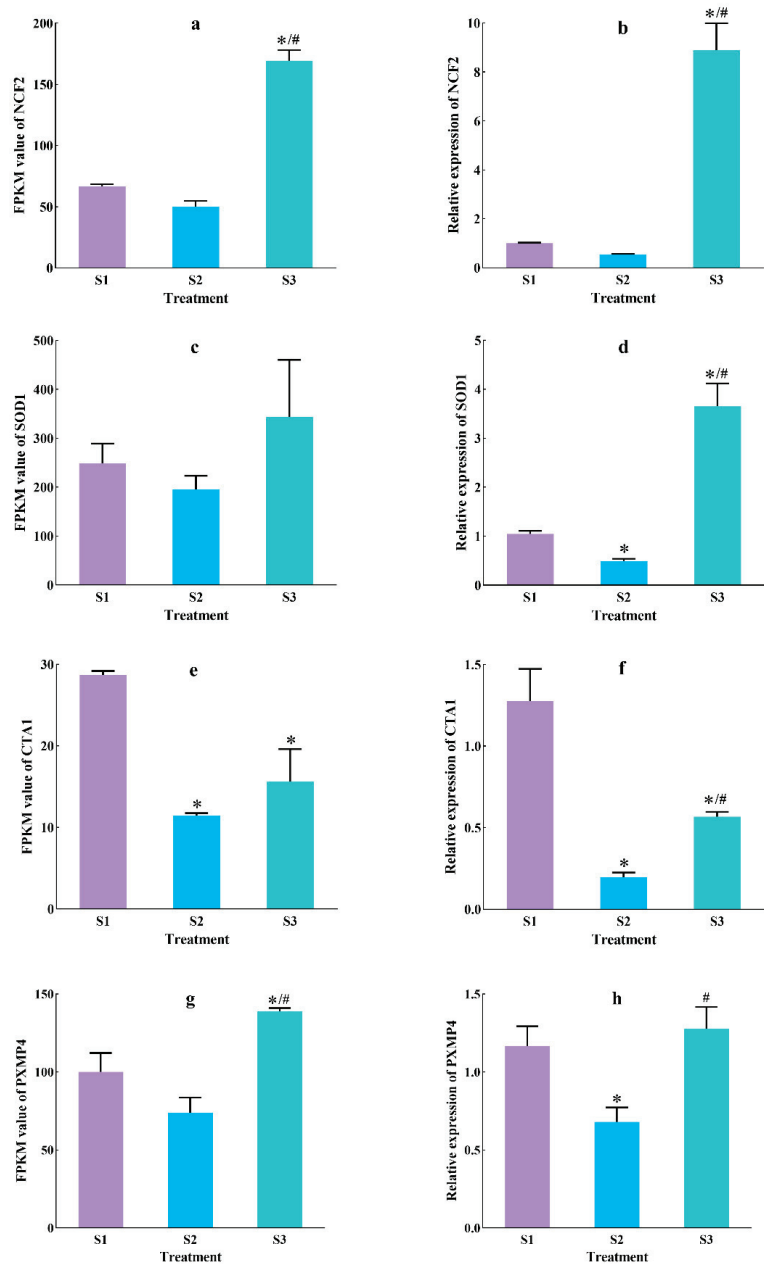 a
FPKM value of NCF2
200
150
100
50
0
*/#
S1 S2 S3
Treatment
b
Relative expression of NCF2
10
8
6
4
2
0
*/#
S1 S2 S3
Treatment
c
FPKM value of SOD1
500
400
300
200
100
0
S1 S2 S3
Treatment
d
Relative expression of SOD1
5
4
3
2
1
0
*
*/#
S1 S2 S3
Treatment
e
FPKM value of CTA1
30
20
10
0
*
*
S1 S2 S3
Treatment
f
Relative expression of CTA1
1.5
1.0
0.5
0.0
*
*/#
S1 S2 S3
Treatment
g
FPKM value of PXMP4
150
100
50
0
*/#
S1 S2 S3
Treatment
h
Relative expression of PXMP4
1.5
1.0
0.5
0.0
*
#
S1 S2 S3
Treatment